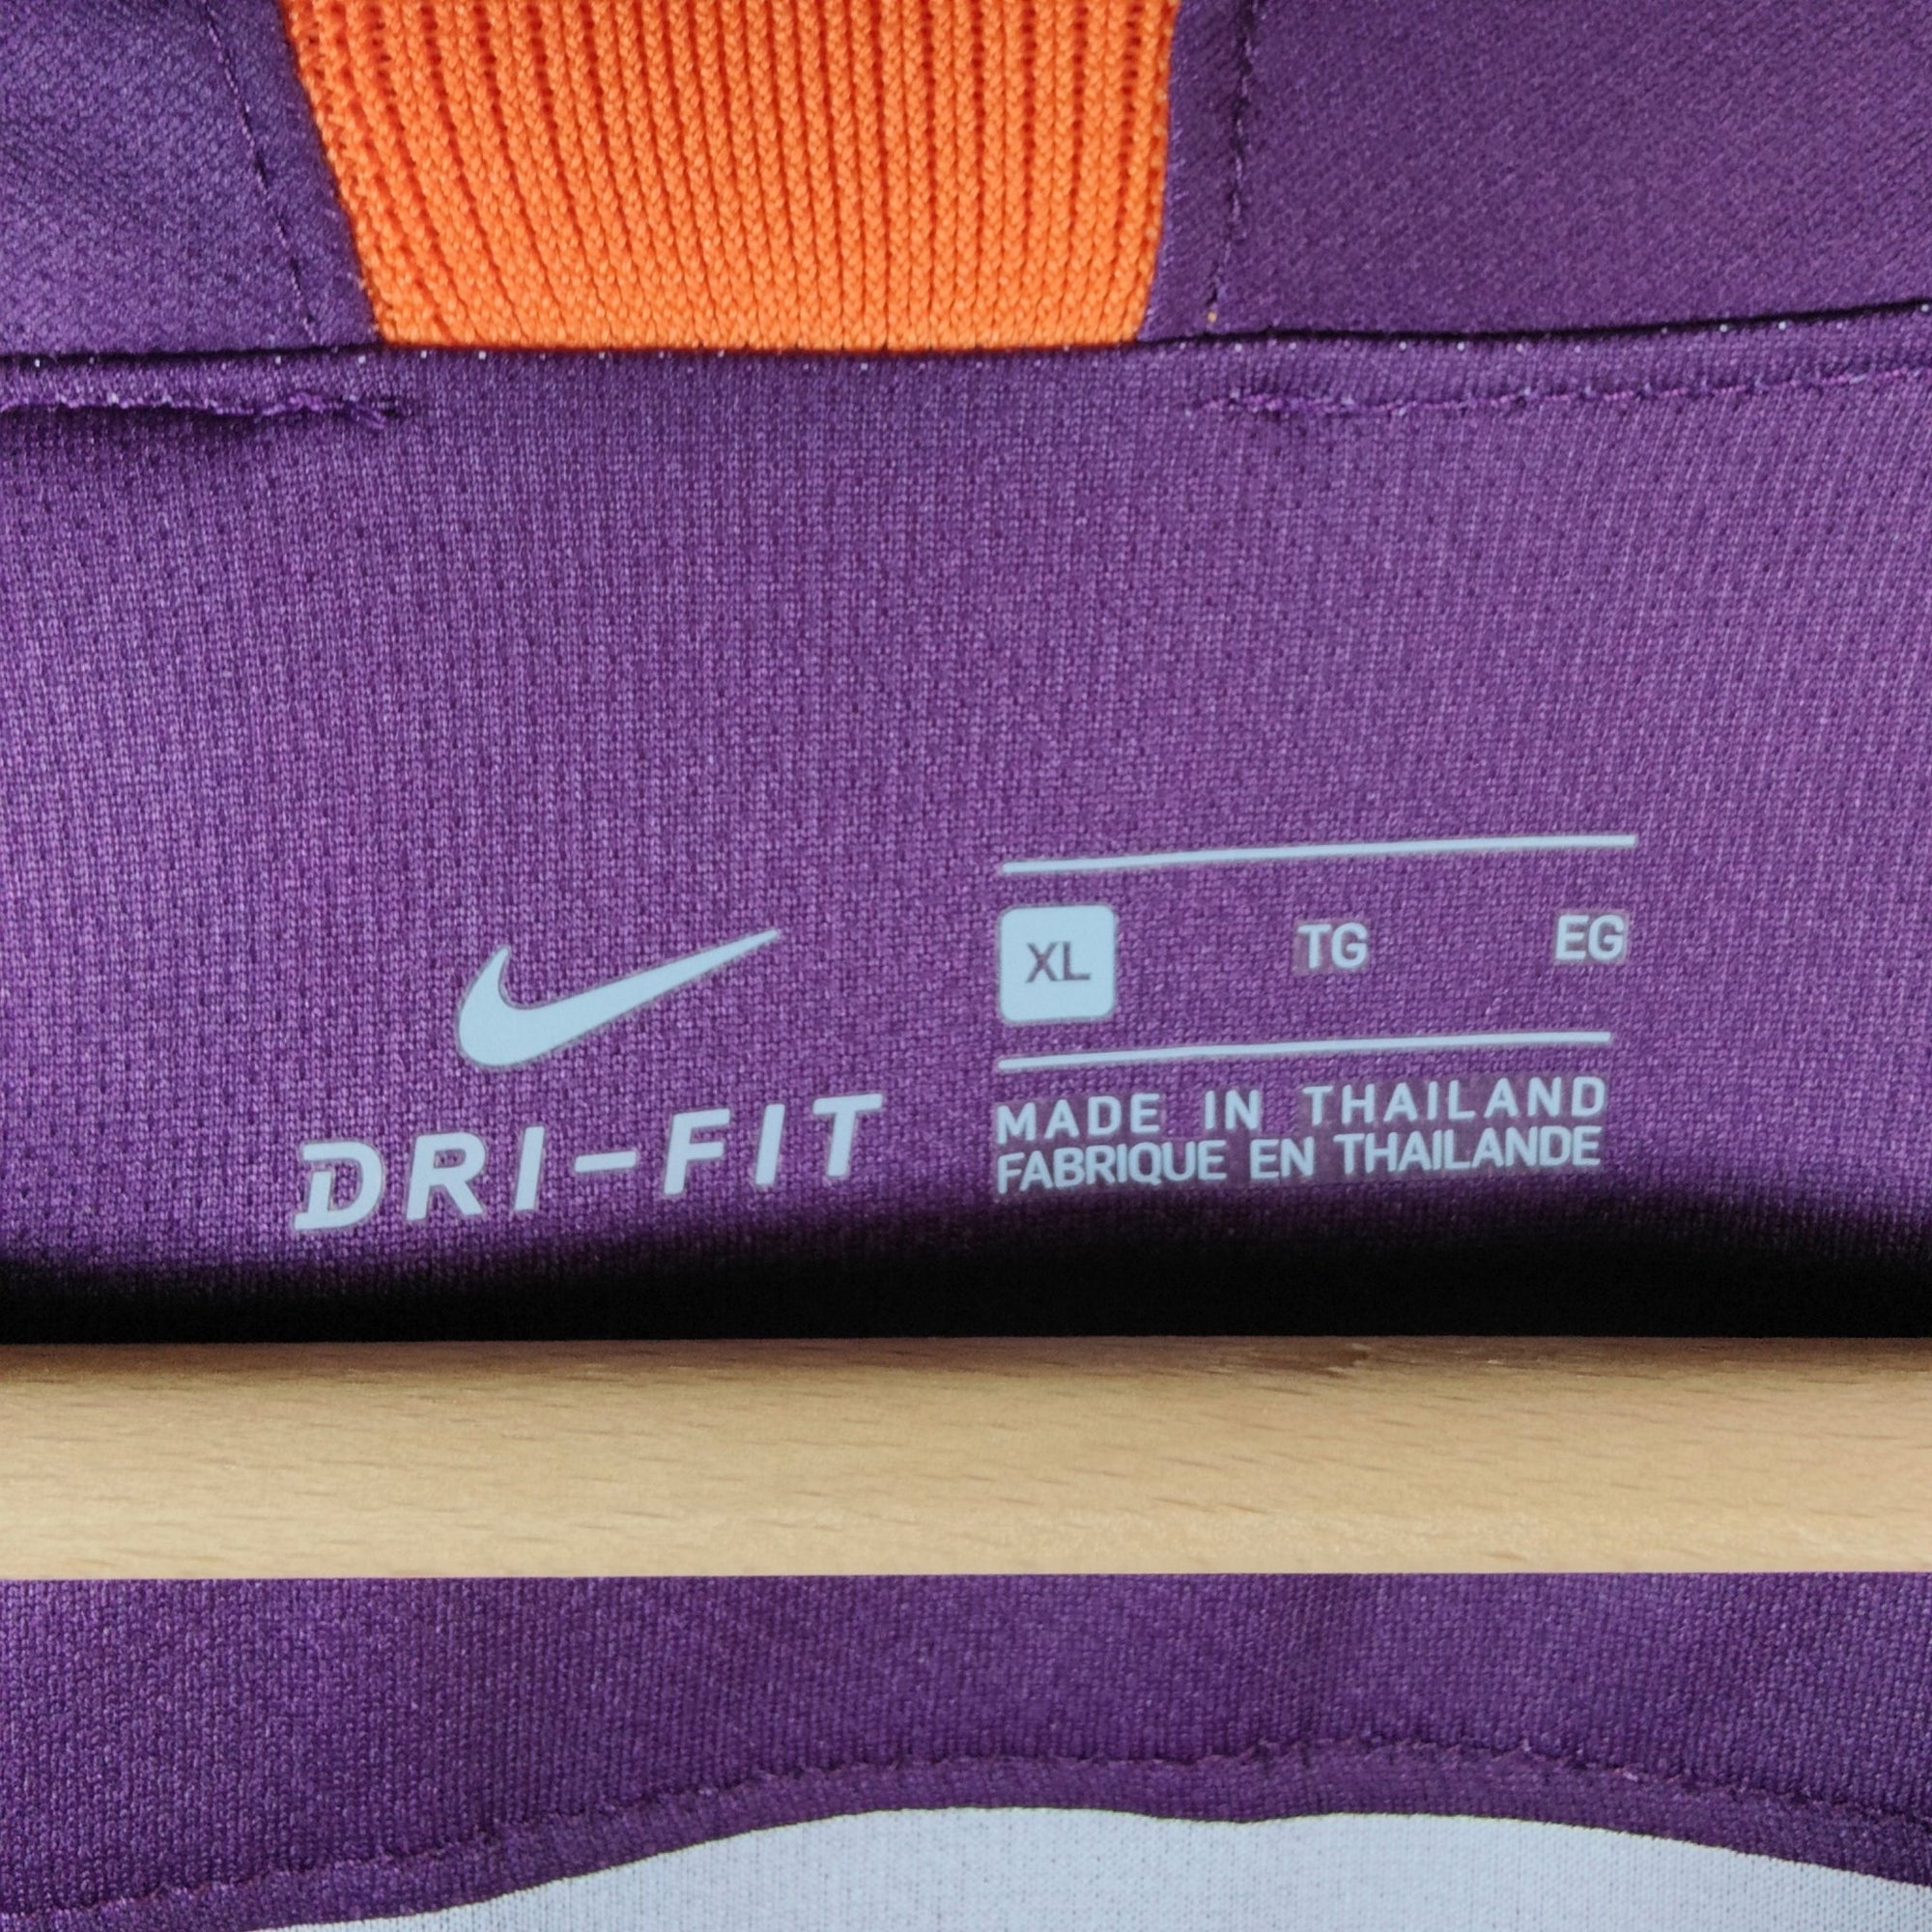 XL TG EG
DRI-FIT
MADE IN THAILAND
FABRIQUE EN THAILANDE